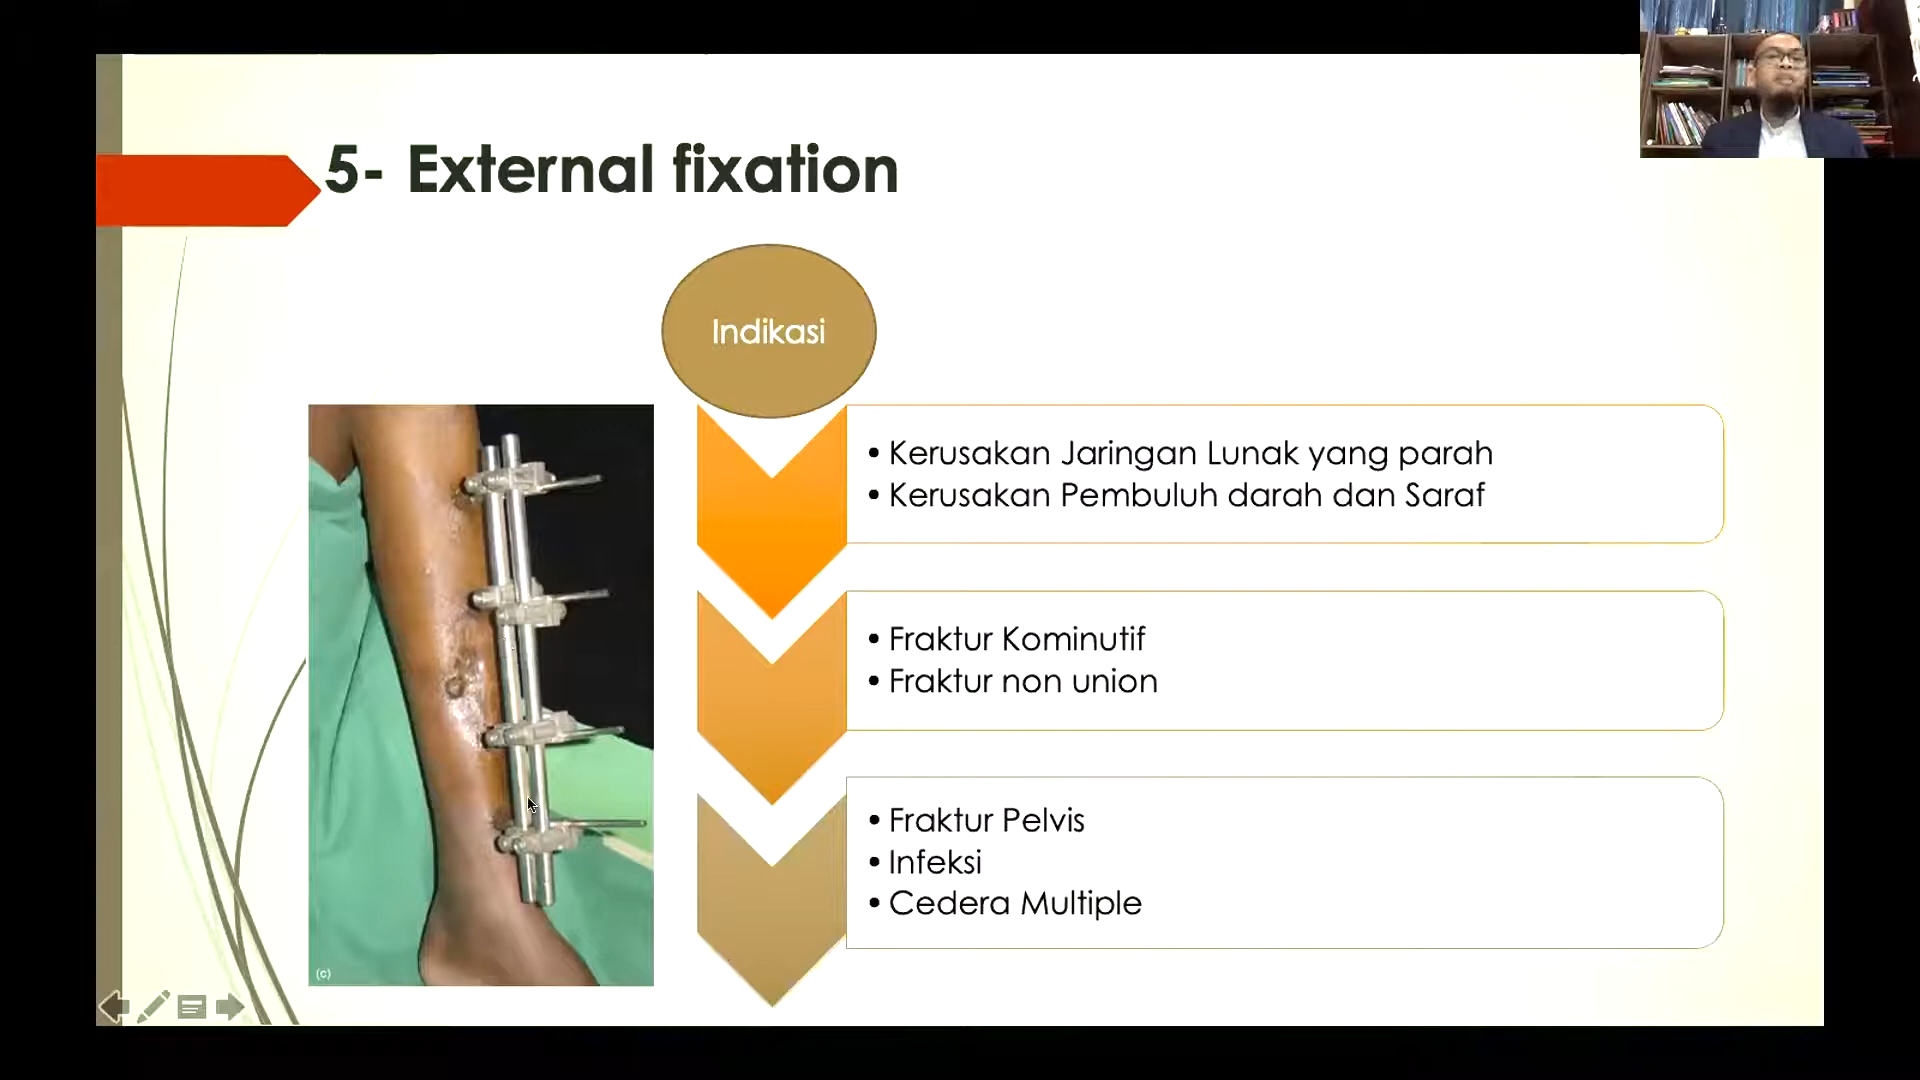 5- External fixation
Indikasi
• Kerusakan Jaringan Lunak yang parah
• Kerusakan Pembuluh darah dan Saraf
• Fraktur Kominutif
• Fraktur non union
• Fraktur Pelvis
• Infeksi
• Cedera Multiple
(c)